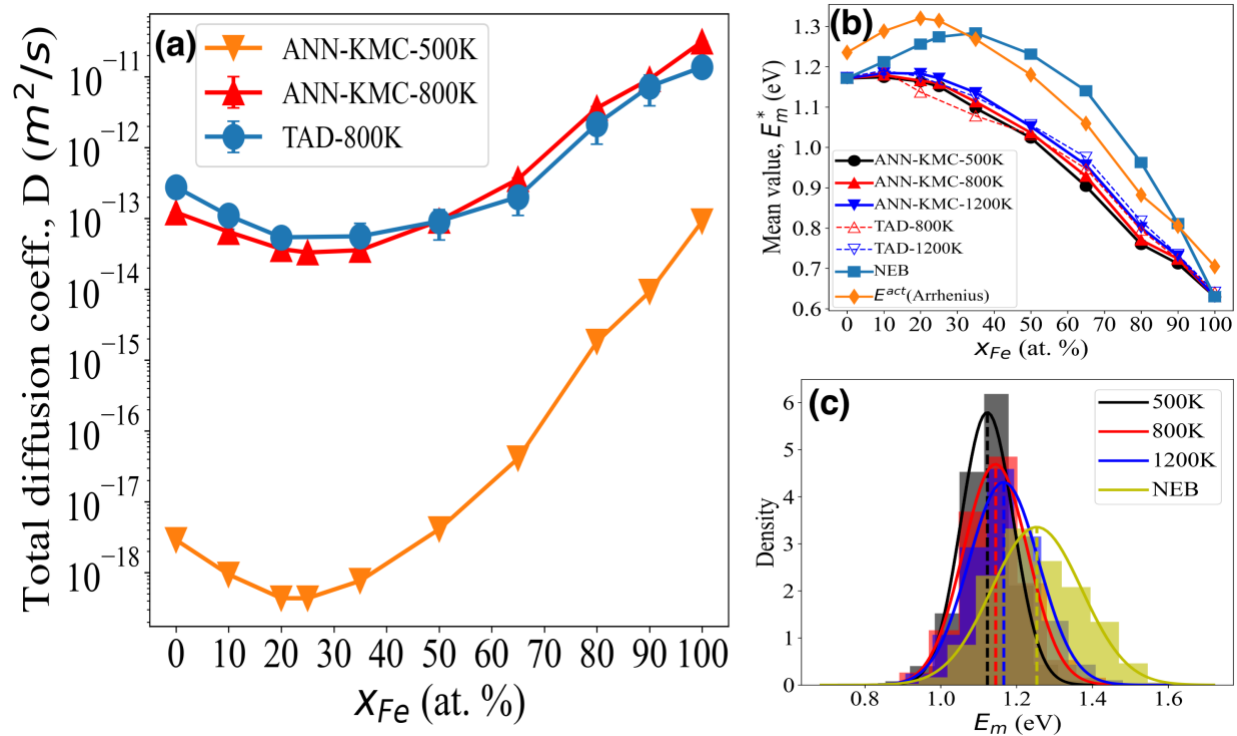 (a)
ANN-KMC-500K
ANN-KMC-800K
TAD-800K
Total diffusion coeff., D (m²/s)
10⁻¹¹
10⁻¹²
10⁻¹³
10⁻¹⁴
10⁻¹⁵
10⁻¹⁶
10⁻¹⁷
10⁻¹⁸
0 10 20 30 40 50 60 70 80 90 100
x_Fe (at. %)
(b)
Mean value, E*_m (eV)
1.3
1.2
1.1
1.0
0.9
0.8
0.7
0.6
ANN-KMC-500K
ANN-KMC-800K
ANN-KMC-1200K
TAD-800K
TAD-1200K
NEB
E^act(Arrhenius)
0 10 20 30 40 50 60 70 80 90 100
x_Fe (at. %)
(c)
500K
800K
1200K
NEB
Density
6
5
4
3
2
1
0
0.8 1.0 1.2 1.4 1.6
E_m (eV)